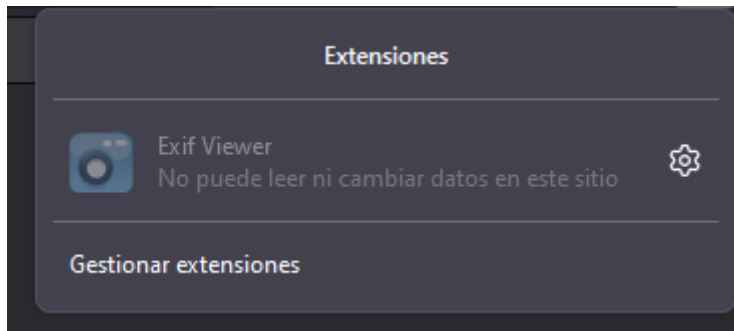 Extensiones
Exif Viewer
No puede leer ni cambiar datos en este sitio
Gestionar extensiones